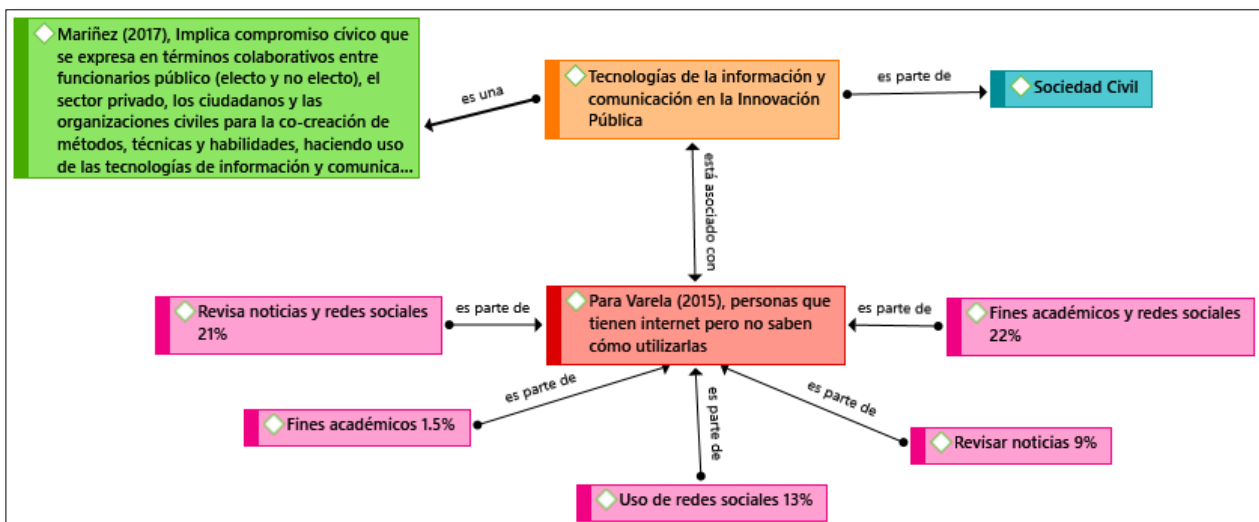 Mariñez (2017), Implica compromiso cívico que
se expresa en términos colaborativos entre
funcionarios público (electo y no electo), el
sector privado, los ciudadanos y las
organizaciones civiles para la co-creación de
métodos, técnicas y habilidades, haciendo uso
de las tecnologías de información y comunica...
es una
Tecnologías de la información y
comunicación en la Innovación
Pública
es parte de
Sociedad Civil
está asociado con
Revisa noticias y redes sociales
21%
es parte de
Para Varela (2015), personas que
tienen internet pero no saben
cómo utilizarlas
es parte de
Fines académicos y redes sociales
22%
es parte de
Fines académicos 1.5%
es parte de
Uso de redes sociales 13%
es parte de
Revisar noticias 9%